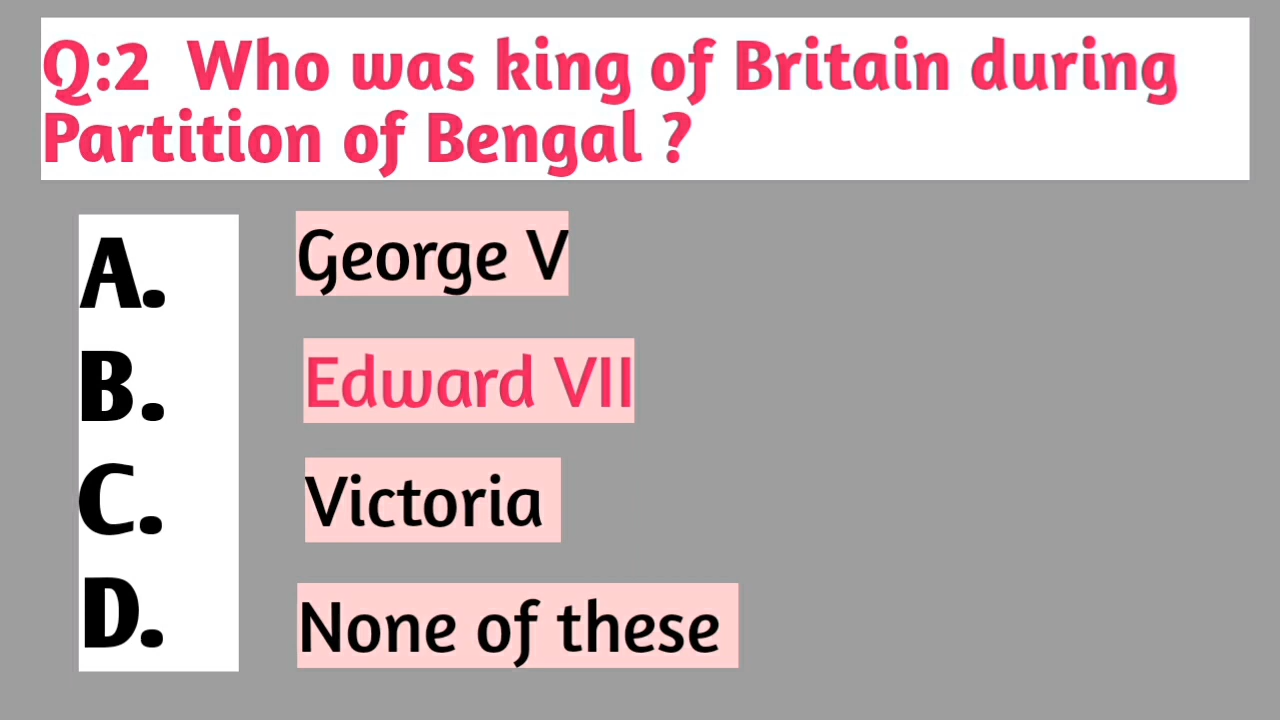 Q:2 Who was king of Britain during
Partition of Bengal ?
A. George V
B. Edward VII
C. Victoria
D. None of these